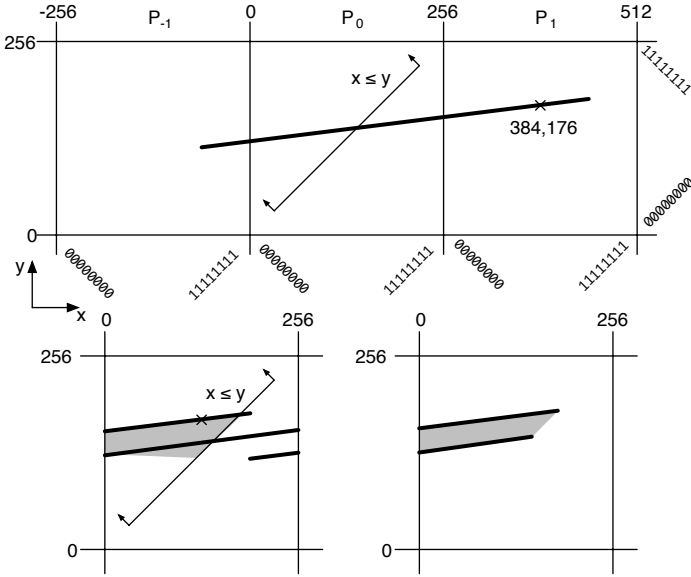 -256 P-1 0 P0 256 P1 512
256
11111111
x ≤ y
384,176
00000000
0
00000000 11111111 00000000 11111111 00000000 11111111
y
x
0 256 0 256
256 256
x ≤ y
0 0